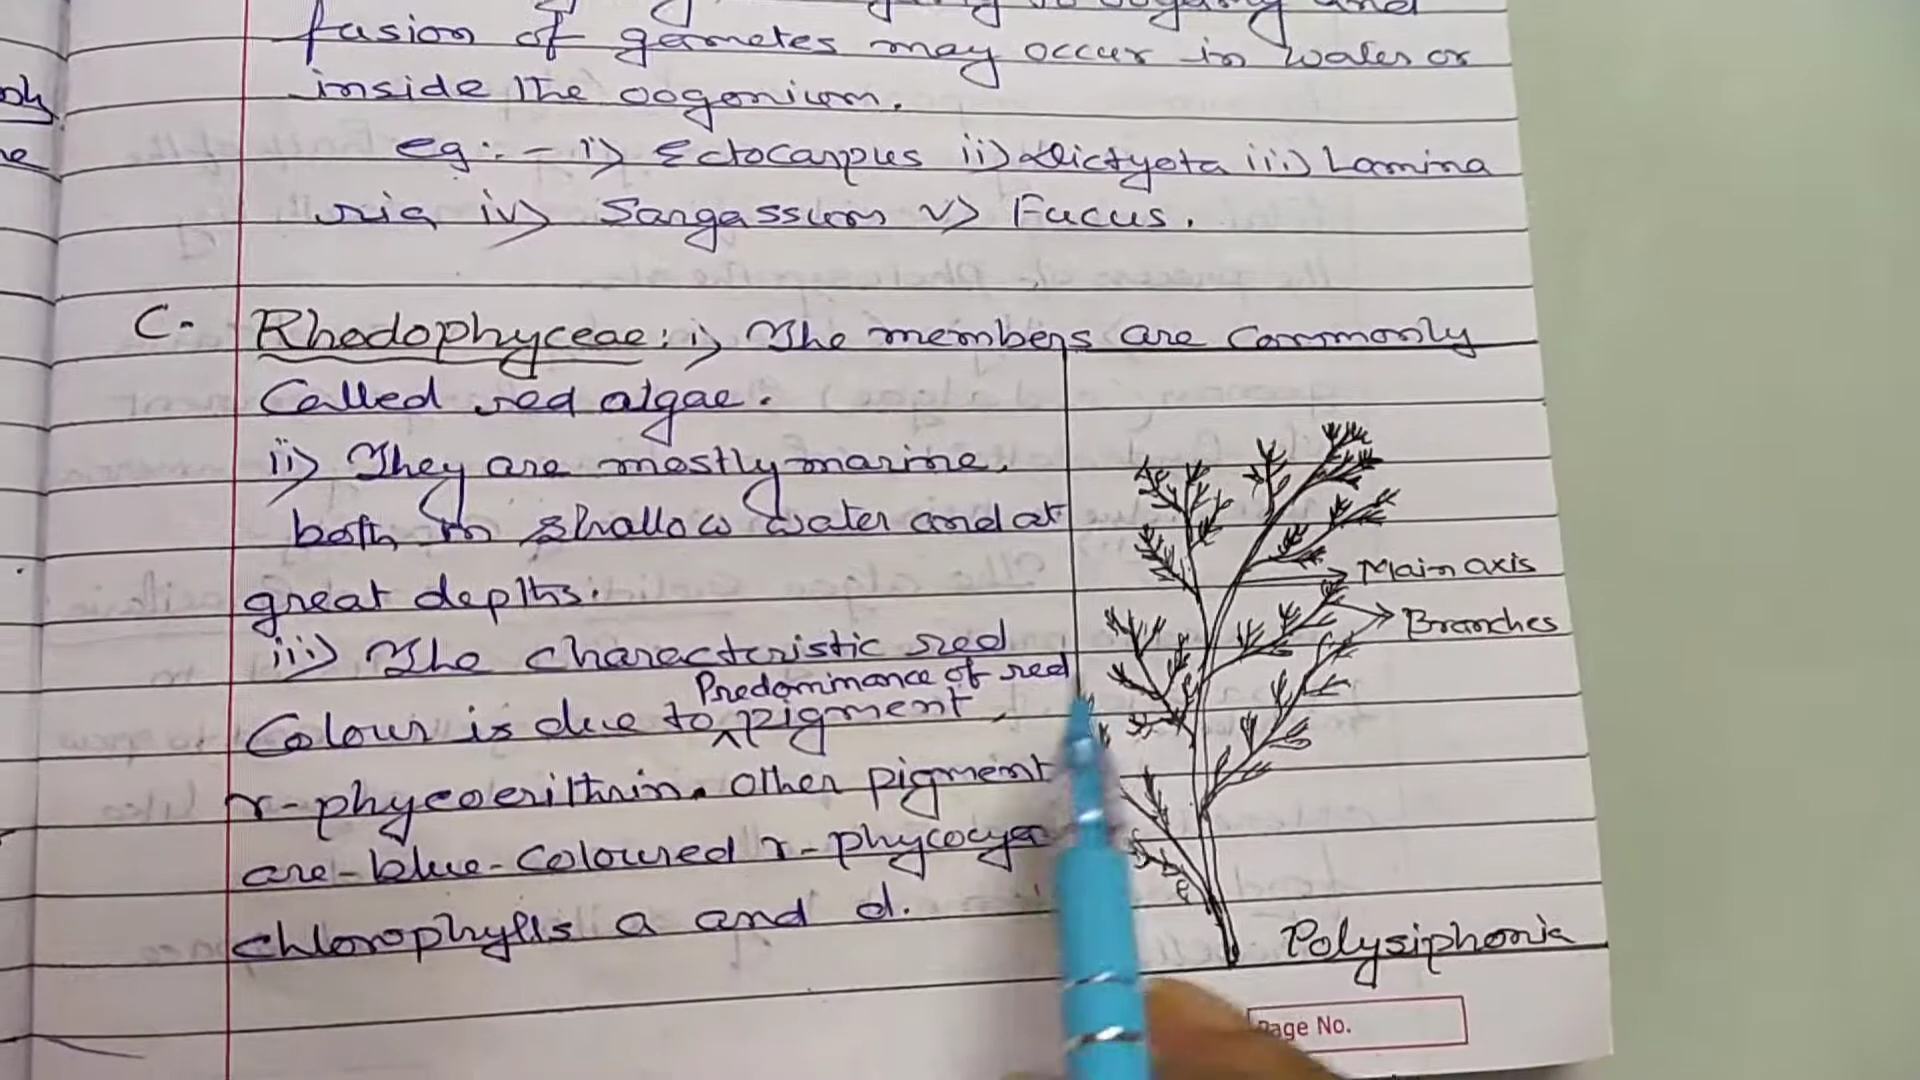 and
fusion of gametes may occur in water or
inside the oogonium.
eg:- i) Ectocarpus ii) Dictyota iii) Lamina
ria iv) Sargassum v) Fucus.
C. Rhodophyceae: i) The members are commonly
Called red algae.
ii) They are mostly marine.
both in shallow water and at
great depths.
iii) The characteristic red
Predominance of red
Colour is due to ^ pigment,
r-phycoerithrin. Other pigment
are-blue-coloured r-phycocya
chlorophylls a and d.
Main axis
Branches
Polysiphonia
Page No.